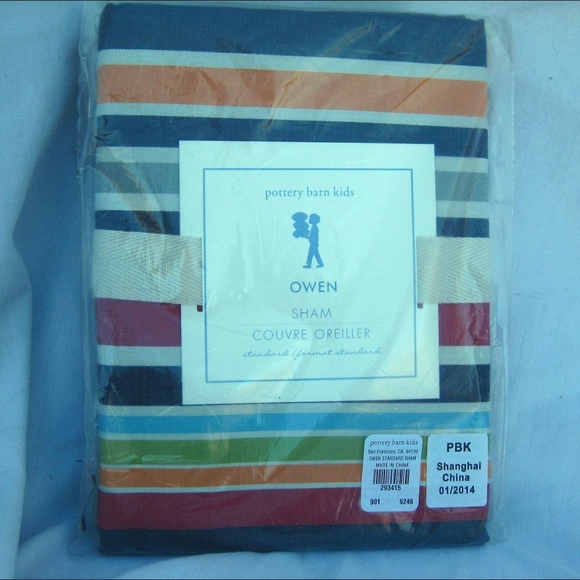 pottery barn kids
OWEN
SHAM
COUVRE OREILLER
standard / format standard
pottery barn kids
San Francisco, CA. 94109
OWEN STANDARD SHAM
MADE IN CHINA
293415
901 5246
PBK
Shanghai
China
01/2014